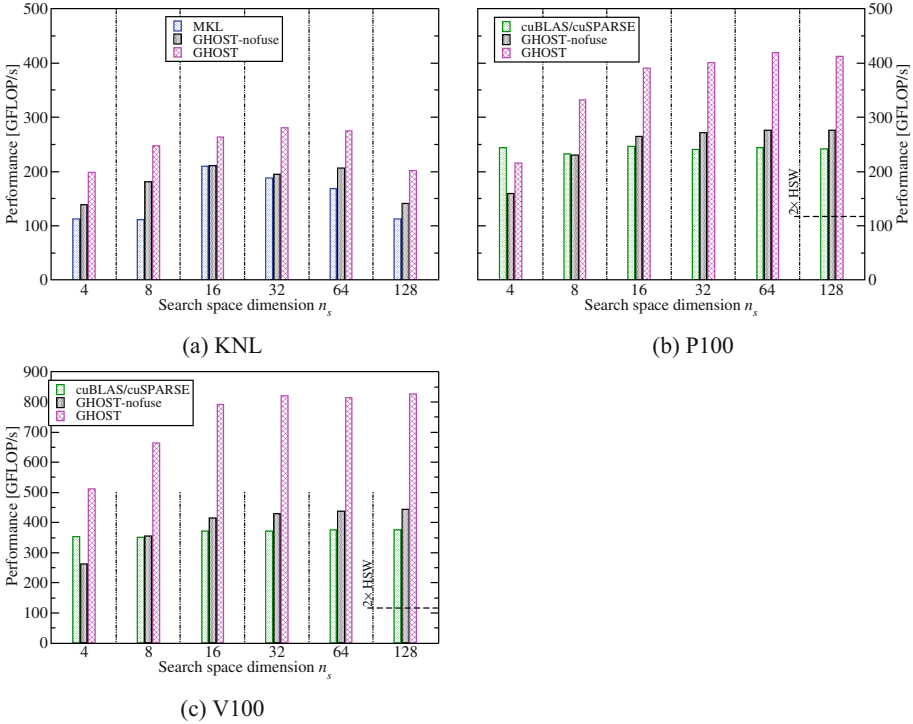 500
400
300
200
100
0
Performance [GFLOP/s]
MKL
GHOST-nofuse
GHOST
4 8 16 32 64 128
Search space dimension n_s
(a) KNL
cuBLAS/cuSPARSE
GHOST-nofuse
GHOST
2× HSW
500
400
300
200
100
0
Performance [GFLOP/s]
4 8 16 32 64 128
Search space dimension n_s
(b) P100
900
800
700
600
500
400
300
200
100
0
Performance [GFLOP/s]
cuBLAS/cuSPARSE
GHOST-nofuse
GHOST
2× HSW
4 8 16 32 64 128
Search space dimension n_s
(c) V100